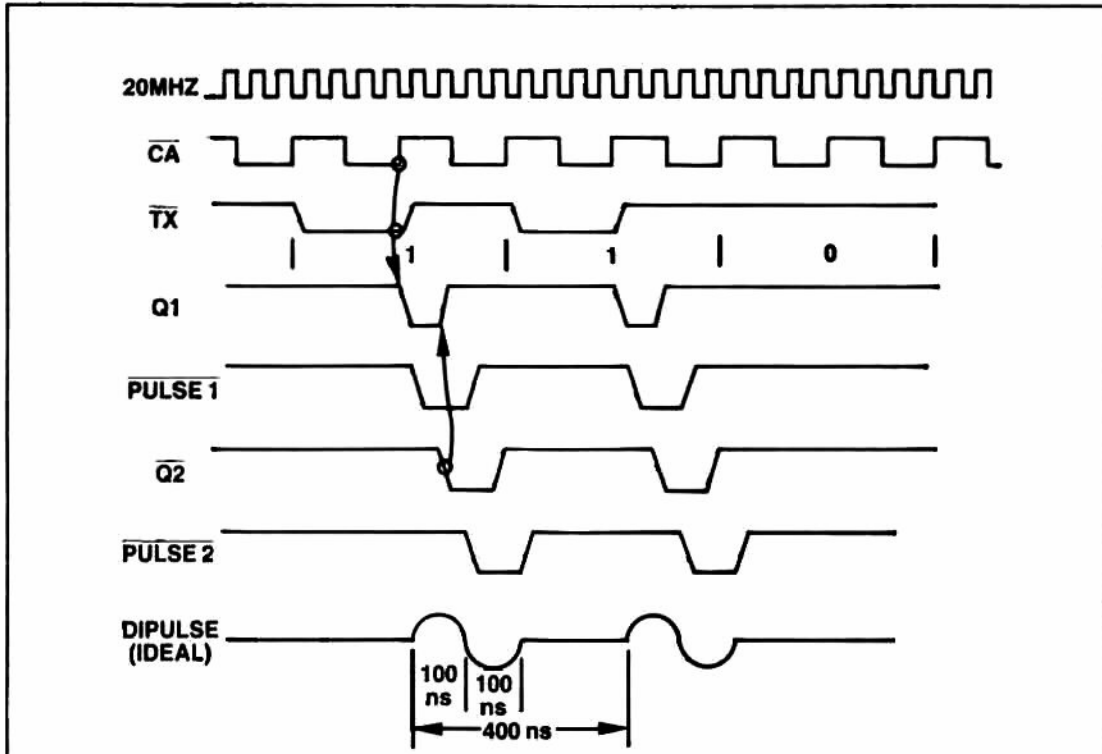 20MHZ
CA
TX
1 1 0
Q1
PULSE 1
Q2
PULSE 2
DIPULSE
(IDEAL)
100
ns
100
ns
400 ns